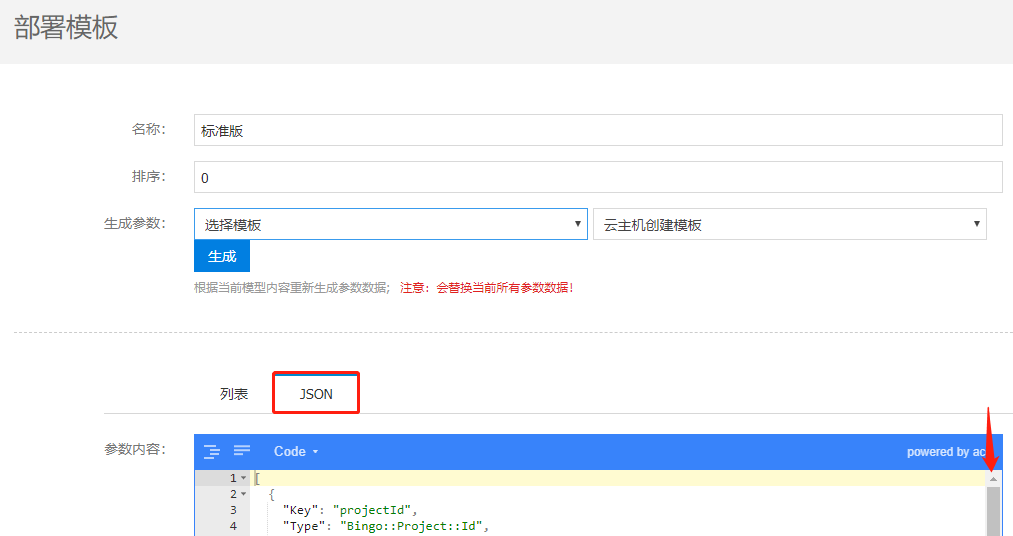 部署模板
名称：
标准版
排序：
0
生成参数：
选择模板
云主机创建模板
生成
根据当前模型内容重新生成参数数据；注意：会替换当前所有参数数据！
列表
JSON
参数内容：
Code
powered by ac
1 [
2 {
3 "Key": "projectId",
4 "Type": "Bingo::Project::Id",